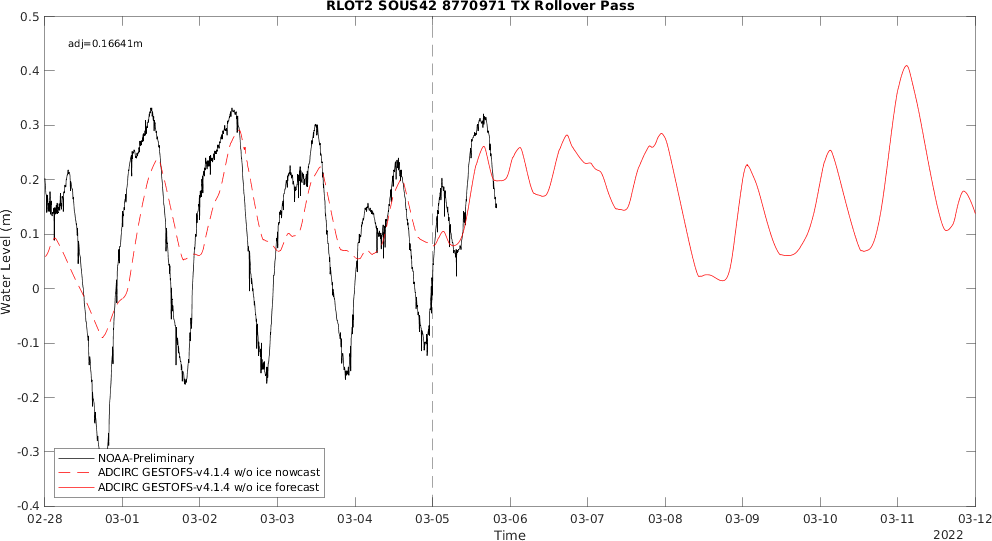 RLOT2 SOUS42 8770971 TX Rollover Pass
adj=0.16641m
Water Level (m)
0.5
0.4
0.3
0.2
0.1
0
-0.1
-0.2
-0.3
-0.4
NOAA-Preliminary
ADCIRC GESTOFS-v4.1.4 w/o ice nowcast
ADCIRC GESTOFS-v4.1.4 w/o ice forecast
02-28 03-01 03-02 03-03 03-04 03-05 03-06 03-07 03-08 03-09 03-10 03-11 03-12
Time
2022